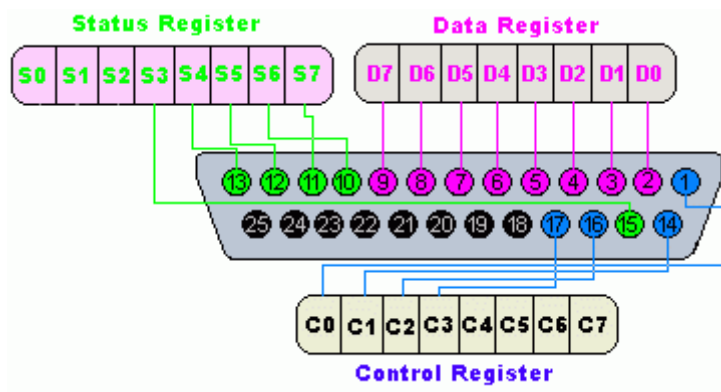 Status Register Data Register
S0 S1 S2 S3 S4 S5 S6 S7 D7 D6 D5 D4 D3 D2 D1 D0
13 12 11 10 9 8 7 6 5 4 3 2 1
25 24 23 22 21 20 19 18 17 16 15 14
C0 C1 C2 C3 C4 C5 C6 C7
Control Register